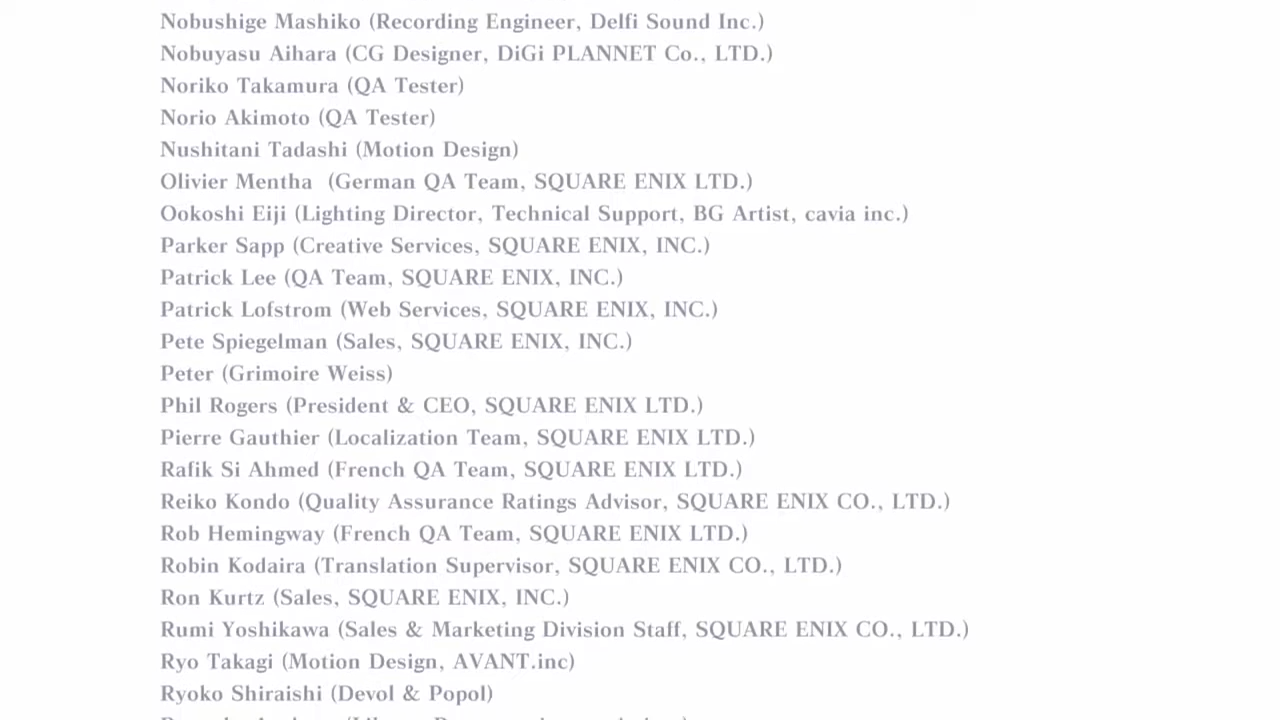 Nobushige Mashiko (Recording Engineer, Delfi Sound Inc.)
Nobuyasu Aihara (CG Designer, DiGi PLANNET Co., LTD.)
Noriko Takamura (QA Tester)
Norio Akimoto (QA Tester)
Nushitani Tadashi (Motion Design)
Olivier Mentha  (German QA Team, SQUARE ENIX LTD.)
Ookoshi Eiji (Lighting Director, Technical Support, BG Artist, cavia inc.)
Parker Sapp (Creative Services, SQUARE ENIX, INC.)
Patrick Lee (QA Team, SQUARE ENIX, INC.)
Patrick Lofstrom (Web Services, SQUARE ENIX, INC.)
Pete Spiegelman (Sales, SQUARE ENIX, INC.)
Peter (Grimoire Weiss)
Phil Rogers (President & CEO, SQUARE ENIX LTD.)
Pierre Gauthier (Localization Team, SQUARE ENIX LTD.)
Rafik Si Ahmed (French QA Team, SQUARE ENIX LTD.)
Reiko Kondo (Quality Assurance Ratings Advisor, SQUARE ENIX CO., LTD.)
Rob Hemingway (French QA Team, SQUARE ENIX LTD.)
Robin Kodaira (Translation Supervisor, SQUARE ENIX CO., LTD.)
Ron Kurtz (Sales, SQUARE ENIX, INC.)
Rumi Yoshikawa (Sales & Marketing Division Staff, SQUARE ENIX CO., LTD.)
Ryo Takagi (Motion Design, AVANT.inc)
Ryoko Shiraishi (Devol & Popol)